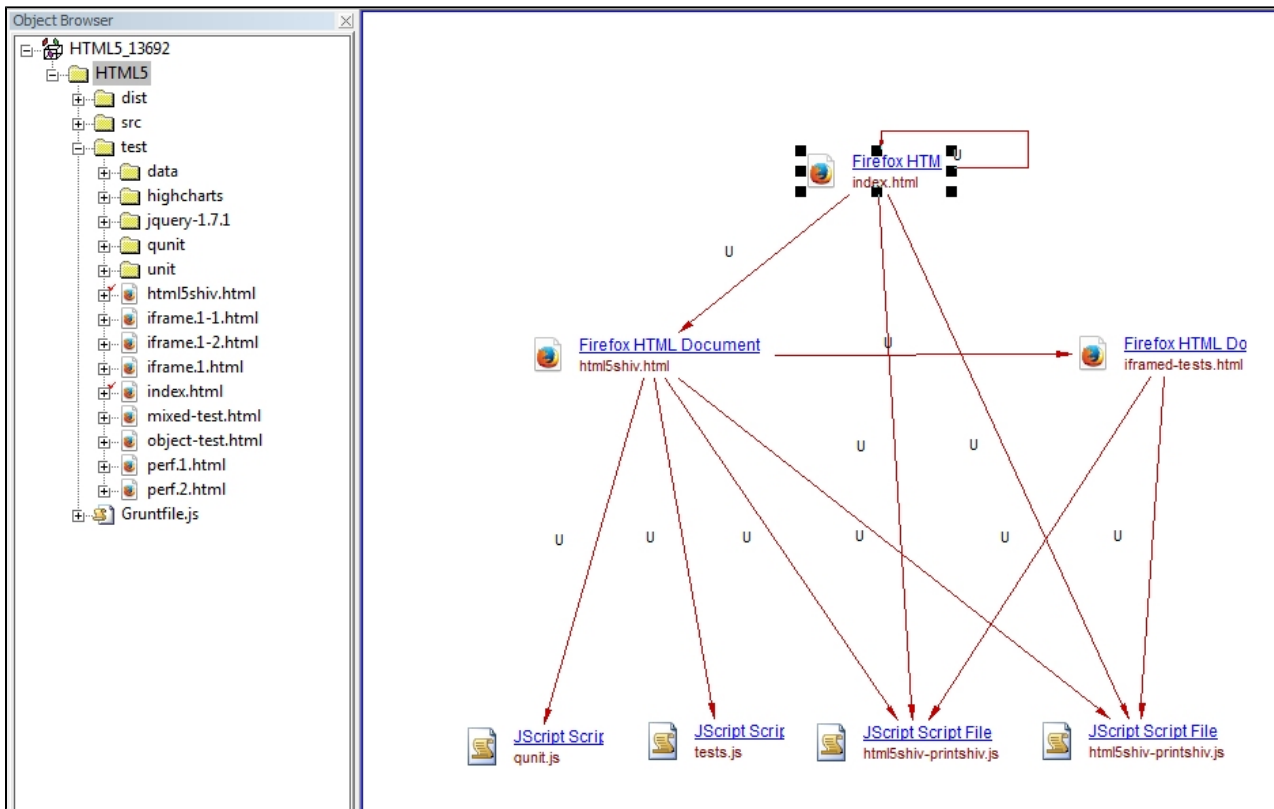 Object Browser
HTML5_13692
HTML5
dist
src
test
data
highcharts
jquery-1.7.1
qunit
unit
html5shiv.html
iframe.1-1.html
iframe.1-2.html
iframe.1.html
index.html
mixed-test.html
object-test.html
perf.1.html
perf.2.html
Gruntfile.js
Firefox HTM
index.html
U
U
Firefox HTML Document
html5shiv.html
U
Firefox HTML Do
iframed-tests.html
U
U
U
U
U
U
U
U
JScript Scrip
qunit.js
JScript Scrip
tests.js
JScript Script File
html5shiv-printshiv.js
JScript Script File
html5shiv-printshiv.js